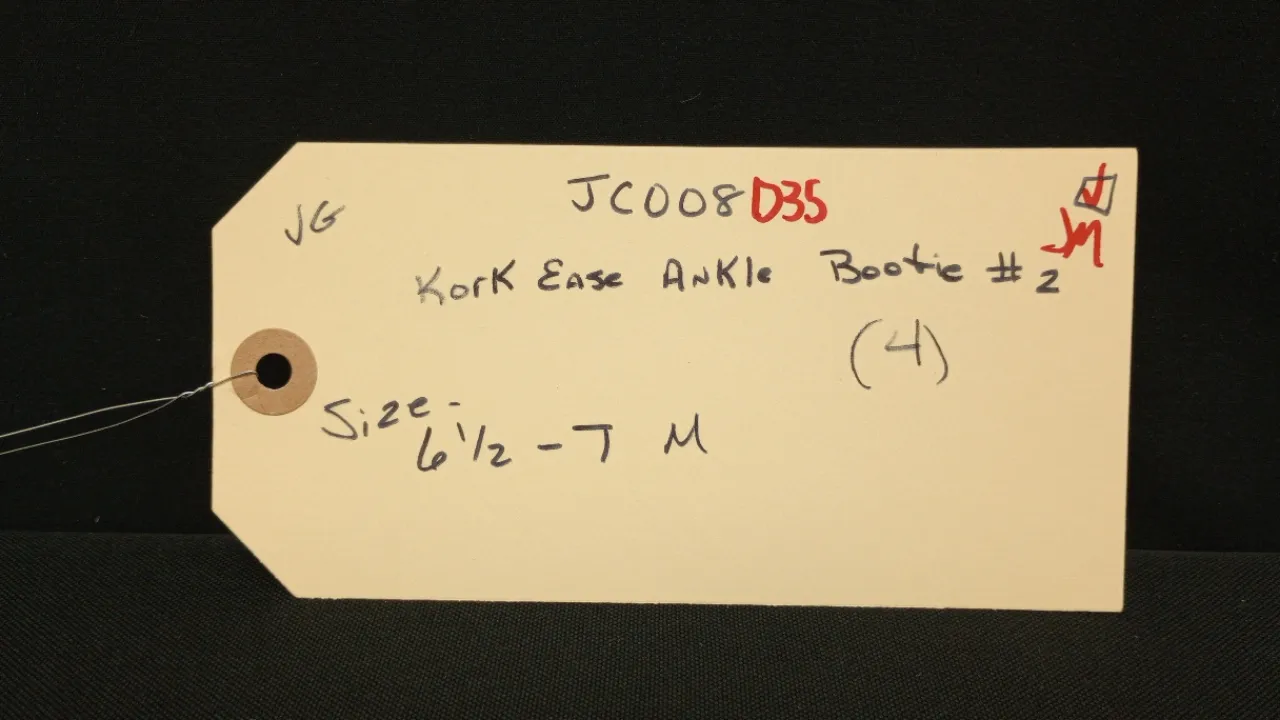 JC008D35
JG
JM
Kork Ease Ankle Bootie # 2
(4)
Size-
6 1/2 - 7 M